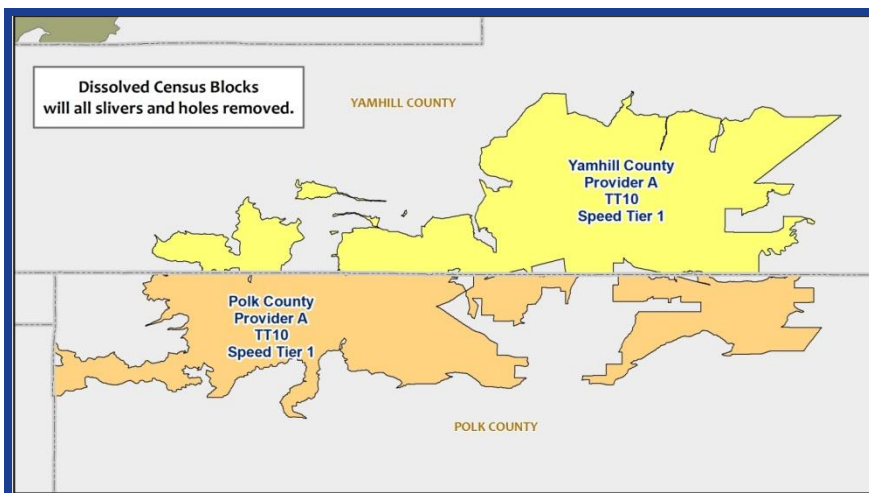 Dissolved Census Blocks
will all slivers and holes removed.
YAMHILL COUNTY
Yamhill County
Provider A
TT10
Speed Tier 1
Polk County
Provider A
TT10
Speed Tier 1
POLK COUNTY